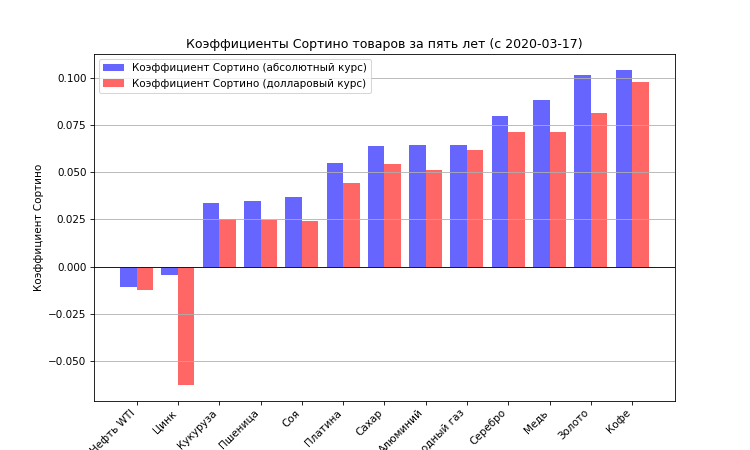 Коэффициенты Сортино товаров за пять лет (с 2020-03-17)
Коэффициент Сортино (абсолютный курс)
Коэффициент Сортино (долларовый курс)
Коэффициент Сортино
0.100
0.075
0.050
0.025
0.000
−0.025
−0.050
Нефть WTI
Цинк
Кукуруза
Пшеница
Соя
Платина
Сахар
Алюминий
газ
Серебро
Медь
Золото
Кофе